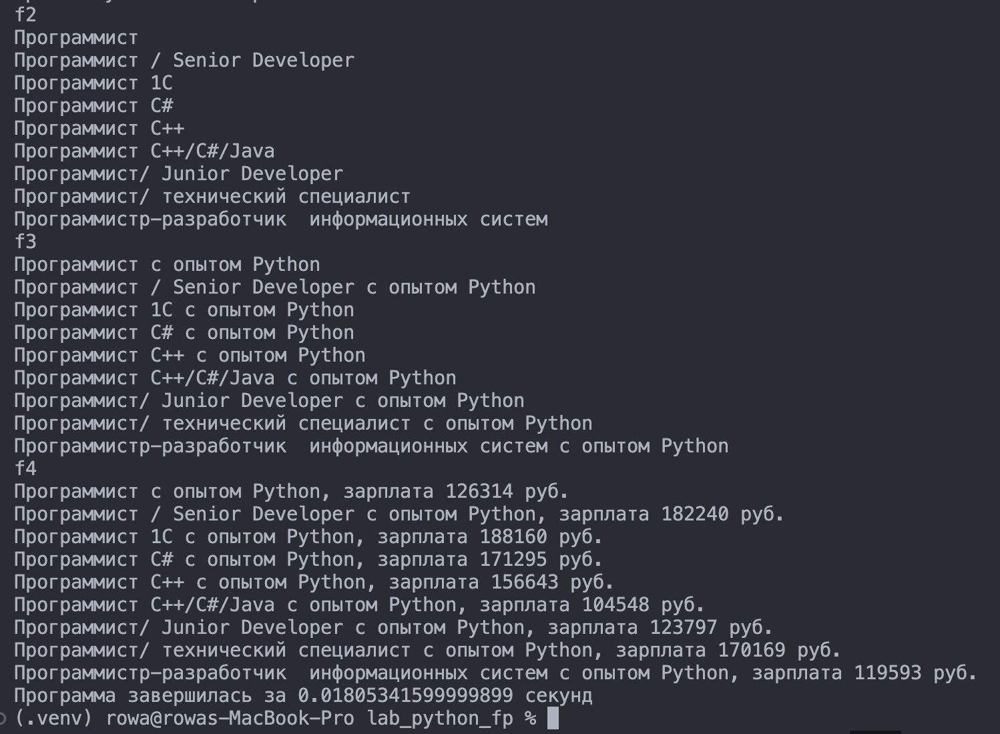 f2
Программист
Программист / Senior Developer
Программист 1C
Программист C#
Программист C++
Программист C++/C#/Java
Программист/ Junior Developer
Программист/ технический специалист
Программистр-разработчик  информационных систем
f3
Программист с опытом Python
Программист / Senior Developer с опытом Python
Программист 1C с опытом Python
Программист C# с опытом Python
Программист C++ с опытом Python
Программист C++/C#/Java с опытом Python
Программист/ Junior Developer с опытом Python
Программист/ технический специалист с опытом Python
Программистр-разработчик  информационных систем с опытом Python
f4
Программист с опытом Python, зарплата 126314 руб.
Программист / Senior Developer с опытом Python, зарплата 182240 руб.
Программист 1C с опытом Python, зарплата 188160 руб.
Программист C# с опытом Python, зарплата 171295 руб.
Программист C++ с опытом Python, зарплата 156643 руб.
Программист C++/C#/Java с опытом Python, зарплата 104548 руб.
Программист/ Junior Developer с опытом Python, зарплата 123797 руб.
Программист/ технический специалист с опытом Python, зарплата 170169 руб.
Программистр-разработчик  информационных систем с опытом Python, зарплата 119593 руб.
Программа завершилась за 0.01805341599999899 секунд
(.venv) rowa@rowas-MacBook-Pro lab_python_fp %